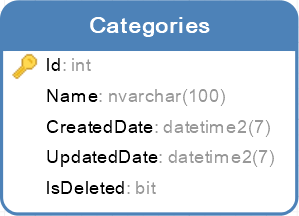 Categories
Id: int
Name: nvarchar(100)
CreatedDate: datetime2(7)
UpdatedDate: datetime2(7)
IsDeleted: bit